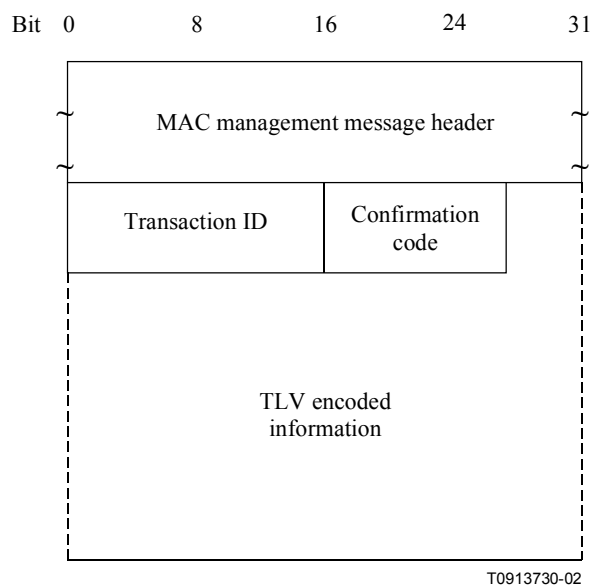 Bit 0 8 16 24 31
MAC management message header
Transaction ID
Confirmation
code
TLV encoded
information
T0913730-02